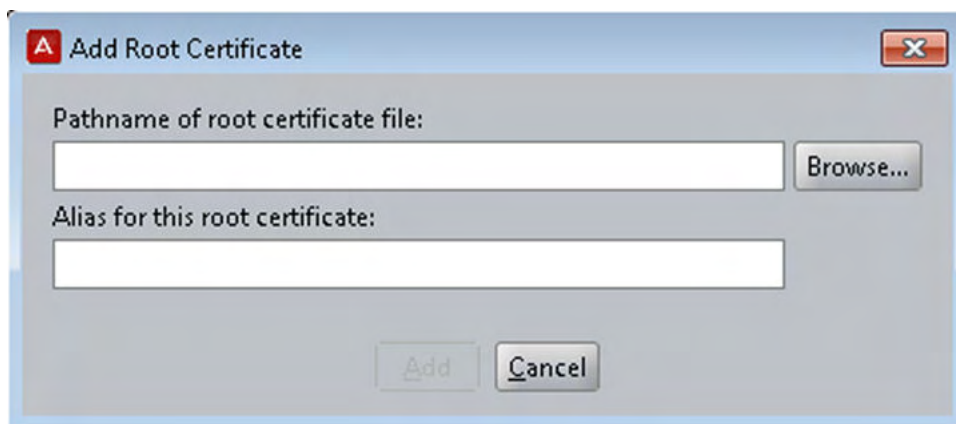 Add Root Certificate
Pathname of root certificate file:
Browse...
Alias for this root certificate:
Add Cancel